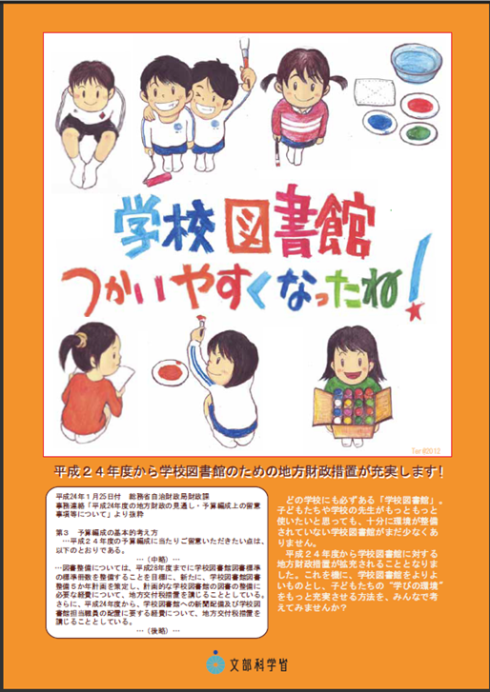 学校図書館
つかいやすくなったね!
Tor.©2012
平成24年度から学校図書館のための地方財政措置が充実します!
平成24年1月25日付 総務省自治財政局財政課
事務連絡「平成24年度の地方財政の見通し・予算編成上の留意
事項等について」より抜粋
第3 予算編成の基本的考え方
…平成24年度の予算編成に当たりご留意いただきたい点は、
以下のとおりである。
…(中略)…
…図書整備については、平成28年度までに学校図書館図書標準
の標準冊数を整備することを目標に、新たに、学校図書館図書
整備5か年計画を策定し、計画的な学校図書館の図書の整備に
必要な経費について、地方交付税措置を講じることとしている。
さらに、平成24年度から、学校図書館への新聞配備及び学校図
書館担当職員の配置に要する経費について、地方交付税措置を
講じることとしている。
…(後略)…
どの学校にも必ずある「学校図書館」。
子どもたちや学校の先生がもっともっと
使いたいと思っても、十分に環境が整備
されていない学校図書館がまだ少なくあ
りません。
平成24年度から学校図書館に対する
地方財政措置が拡充されることとなりま
した。これを機に、学校図書館をよりよ
いものとし、子どもたちの“学びの環境”
をもっと充実させる方法を、みんなで考
えてみませんか?
文部科学省